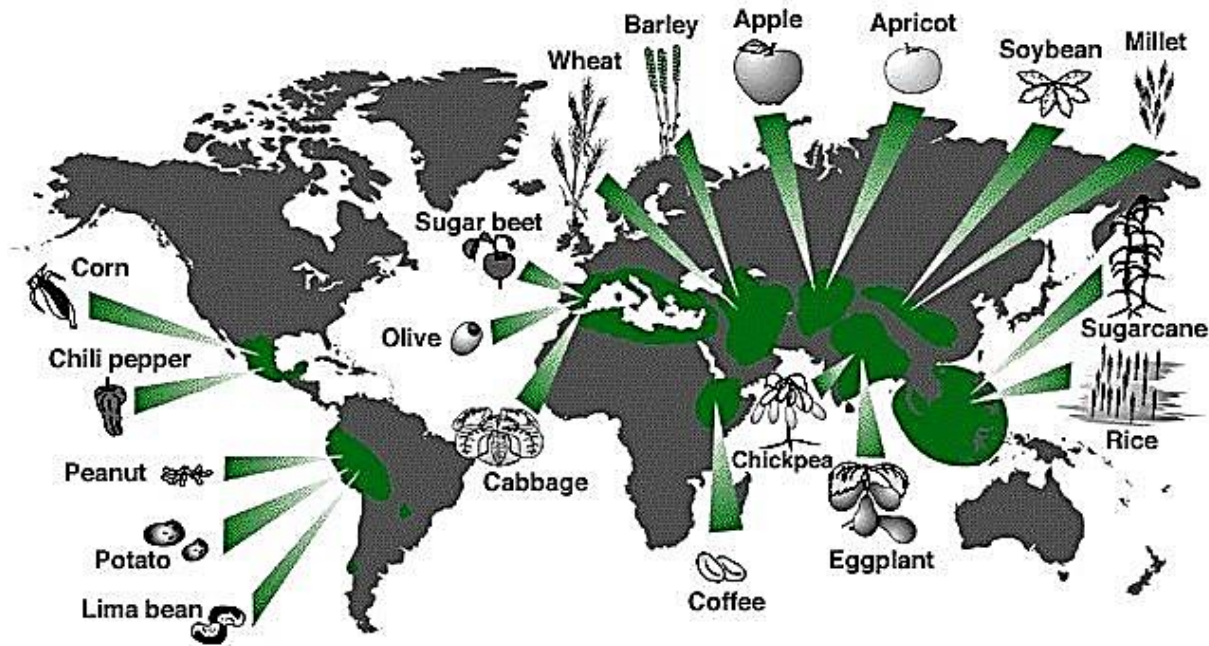 Apple
Apricot
Barley
Soybean
Millet
Wheat
Sugar beet
Corn
Sugarcane
Olive
Chili pepper
Rice
Chickpea
Peanut
Cabbage
Potato
Eggplant
Coffee
Lima bean